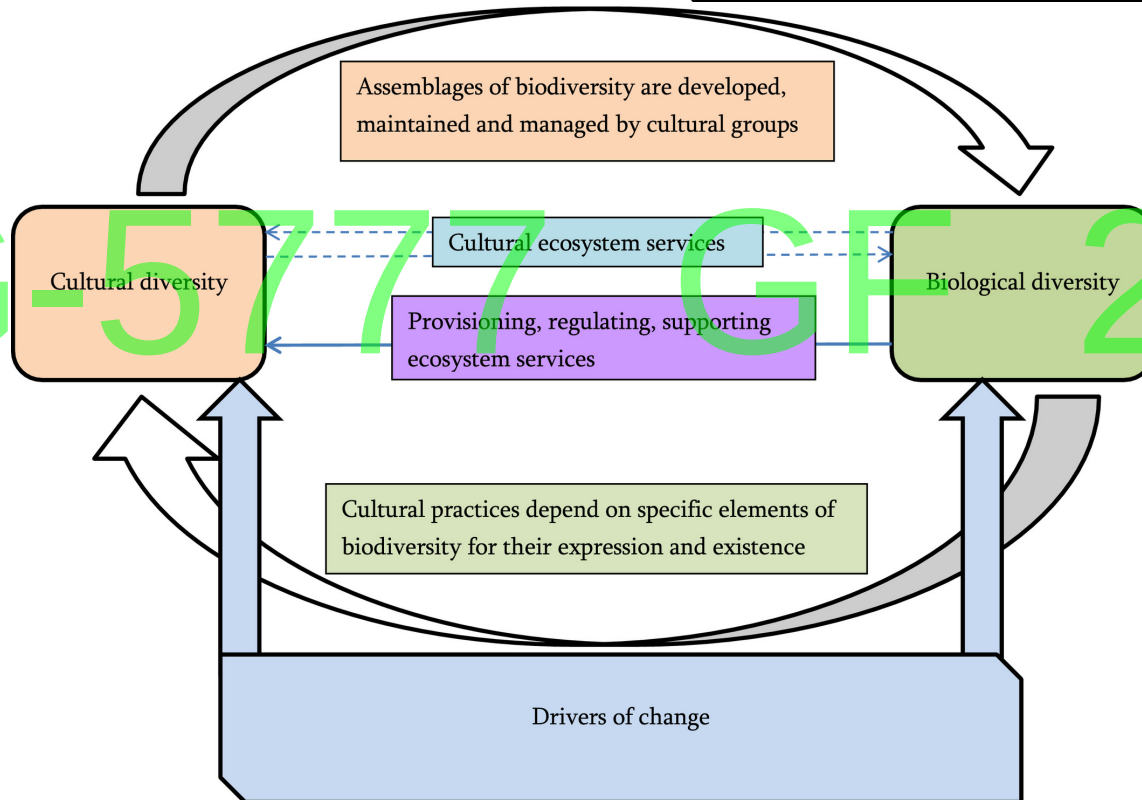 Assemblages of biodiversity are developed,
maintained and managed by cultural groups
Cultural ecosystem services
Cultural diversity
Biological diversity
Provisioning, regulating, supporting
ecosystem services
Cultural practices depend on specific elements of
biodiversity for their expression and existence
Drivers of change
G-5777 GF 2